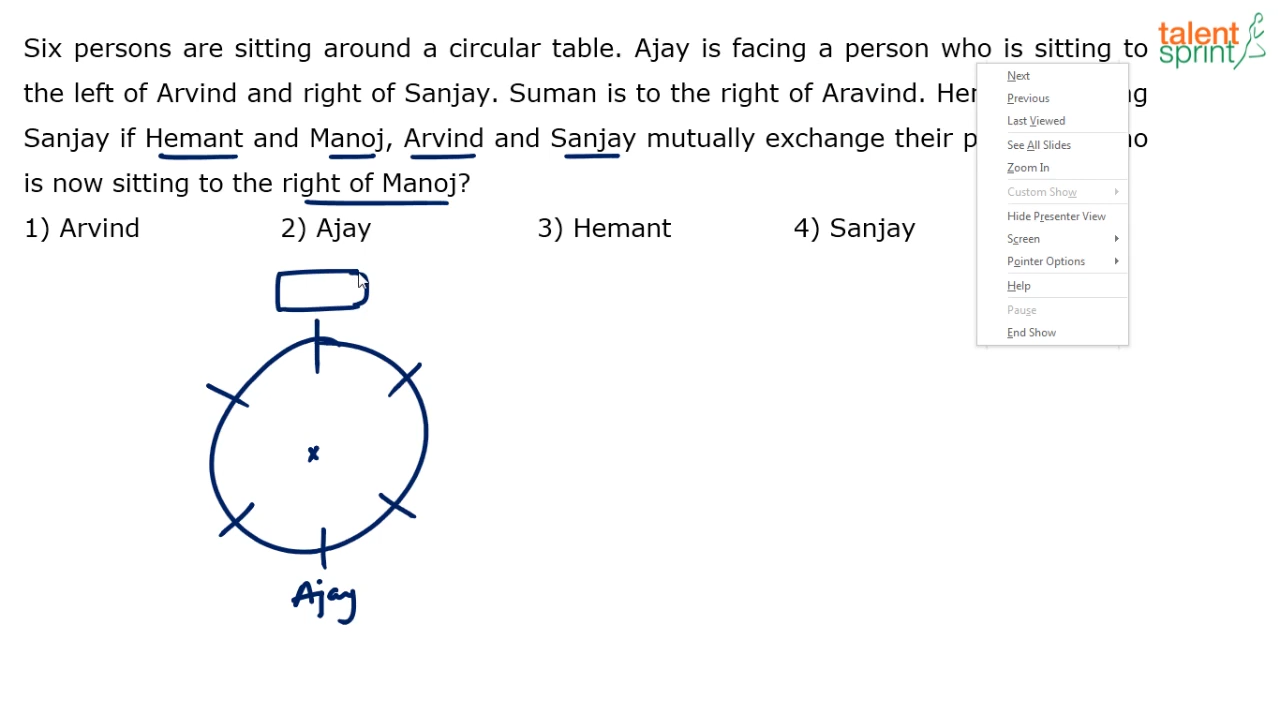 Six persons are sitting around a circular table. Ajay is facing a person who is sitting to
the left of Arvind and right of Sanjay. Suman is to the right of Aravind.
Sanjay if Hemant and Manoj, Arvind and Sanjay mutually exchange their
is now sitting to the right of Manoj?
1) Arvind 2) Ajay 3) Hemant 4) Sanjay
talent
sprint
Next
Previous
Last Viewed
See All Slides
Zoom In
Custom Show
Hide Presenter View
Screen
Pointer Options
Help
Pause
End Show
x
Ajay